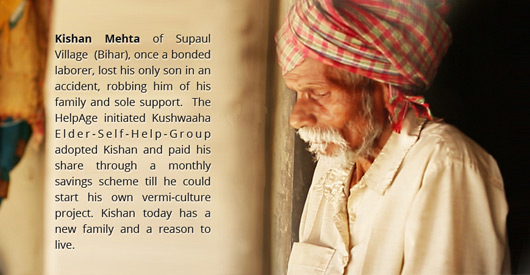 Kishan Mehta of Supaul
Village (Bihar), once a bonded
laborer, lost his only son in an
accident, robbing him of his
family and sole support. The
HelpAge initiated Kushwaaha
Elder-Self-Help-Group
adopted Kishan and paid his
share through a monthly
savings scheme till he could
start his own vermi-culture
project. Kishan today has a
new family and a reason to
live.